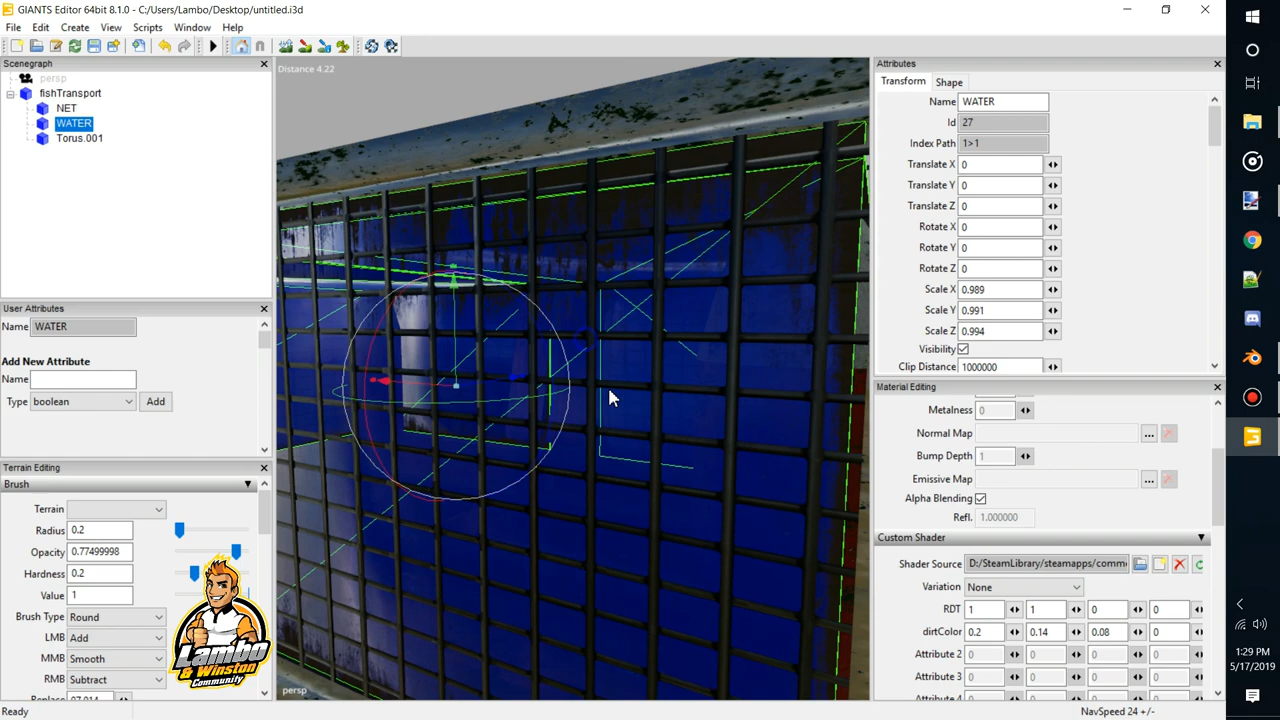 GIANTS Editor 64bit 8.1.0 - C:/Users/Lambo/Desktop/untitled.i3d
File Edit Create View Scripts Window Help
Scenegraph
persp
fishTransport
NET
WATER
Torus.001
User Attributes
Name WATER
Add New Attribute
Name
Type boolean Add
Terrain Editing
Brush
Terrain
Radius 0.2
Opacity 0.77499998
Hardness 0.2
Value 1
Brush Type Round
LMB Add
MMB Smooth
RMB Subtract
Lambo
& Winston
Community
Ready
Distance 4.22
persp
Attributes
Transform Shape
Name WATER
Id 27
Index Path 1>1
Translate X 0
Translate Y 0
Translate Z 0
Rotate X 0
Rotate Y 0
Rotate Z 0
Scale X 0.989
Scale Y 0.991
Scale Z 0.994
Visibility
Clip Distance 1000000
Material Editing
Metalness 0
Normal Map ...
Bump Depth 1
Emissive Map ...
Alpha Blending
Refl. 1.000000
Custom Shader
Shader Source D:/SteamLibrary/steamapps/comm
Variation None
RDT 1 1 0 0
dirtColor 0.2 0.14 0.08 0
Attribute 2 0 0 0 0
Attribute 3 0 0 0 0
NavSpeed 24 +/-
1:29 PM
5/17/2019